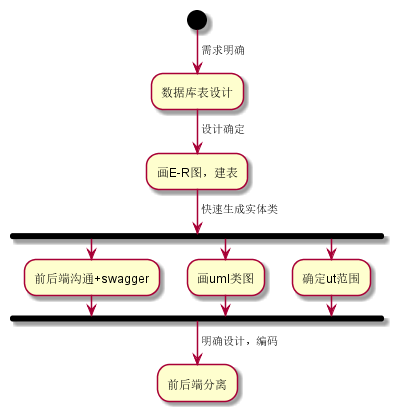 需求明确
数据库表设计
设计确定
画E-R图，建表
快速生成实体类
前后端沟通+swagger
画uml类图
确定ut范围
明确设计，编码
前后端分离